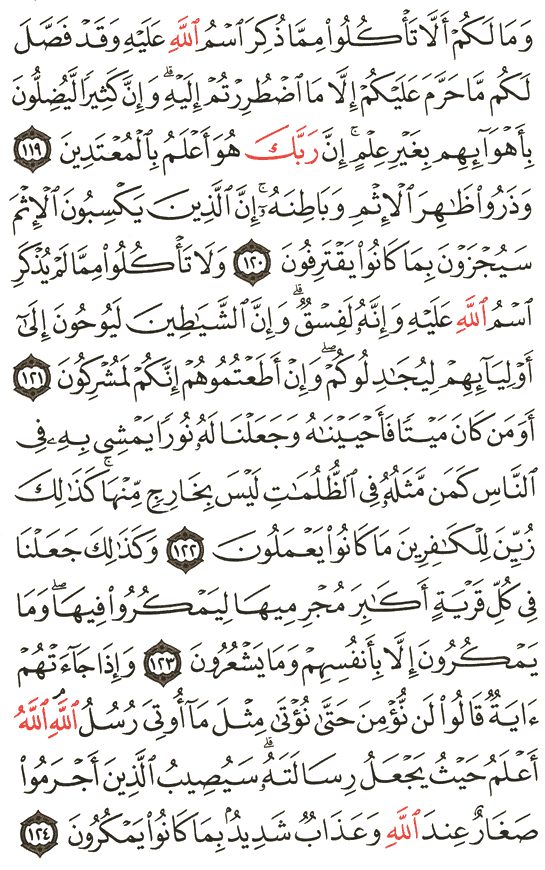 وَمَا لَكُمْ أَلَّا تَأْكُلُوا۟ مِمَّا ذُكِرَ ٱسْمُ ٱللَّهِ عَلَيْهِ وَقَدْ فَصَّلَ
لَكُم مَّا حَرَّمَ عَلَيْكُمْ إِلَّا مَا ٱضْطُرِرْتُمْ إِلَيْهِ ۗ وَإِنَّ كَثِيرًا لَّيُضِلُّونَ
بِأَهْوَآئِهِم بِغَيْرِ عِلْمٍ ۗ إِنَّ رَبَّكَ هُوَ أَعْلَمُ بِٱلْمُعْتَدِينَ ١١٩
وَذَرُوا۟ ظَٰهِرَ ٱلْإِثْمِ وَبَاطِنَهُۥٓ ۚ إِنَّ ٱلَّذِينَ يَكْسِبُونَ ٱلْإِثْمَ
سَيُجْزَوْنَ بِمَا كَانُوا۟ يَقْتَرِفُونَ ١٢٠ وَلَا تَأْكُلُوا۟ مِمَّا لَمْ يُذْكَرِ
ٱسْمُ ٱللَّهِ عَلَيْهِ وَإِنَّهُۥ لَفِسْقٌ ۗ وَإِنَّ ٱلشَّيَٰطِينَ لَيُوحُونَ إِلَىٰٓ
أَوْلِيَآئِهِمْ لِيُجَٰدِلُوكُمْ ۖ وَإِنْ أَطَعْتُمُوهُمْ إِنَّكُمْ لَمُشْرِكُونَ ١٢١
أَوَمَن كَانَ مَيْتًا فَأَحْيَيْنَٰهُ وَجَعَلْنَا لَهُۥ نُورًا يَمْشِى بِهِۦ فِى
ٱلنَّاسِ كَمَن مَّثَلُهُۥ فِى ٱلظُّلُمَٰتِ لَيْسَ بِخَارِجٍ مِّنْهَا ۚ كَذَٰلِكَ
زُيِّنَ لِلْكَٰفِرِينَ مَا كَانُوا۟ يَعْمَلُونَ ١٢٢ وَكَذَٰلِكَ جَعَلْنَا
فِى كُلِّ قَرْيَةٍ أَكَٰبِرَ مُجْرِمِيهَا لِيَمْكُرُوا۟ فِيهَا ۖ وَمَا
يَمْكُرُونَ إِلَّا بِأَنفُسِهِمْ وَمَا يَشْعُرُونَ ١٢٣ وَإِذَا جَآءَتْهُمْ
ءَايَةٌ قَالُوا۟ لَن نُّؤْمِنَ حَتَّىٰ نُؤْتَىٰ مِثْلَ مَآ أُوتِىَ رُسُلُ ٱللَّهِ ۘ ٱللَّهُ
أَعْلَمُ حَيْثُ يَجْعَلُ رِسَالَتَهُۥ ۗ سَيُصِيبُ ٱلَّذِينَ أَجْرَمُوا۟
صَغَارٌ عِندَ ٱللَّهِ وَعَذَابٌ شَدِيدٌۢ بِمَا كَانُوا۟ يَمْكُرُونَ ١٢٤